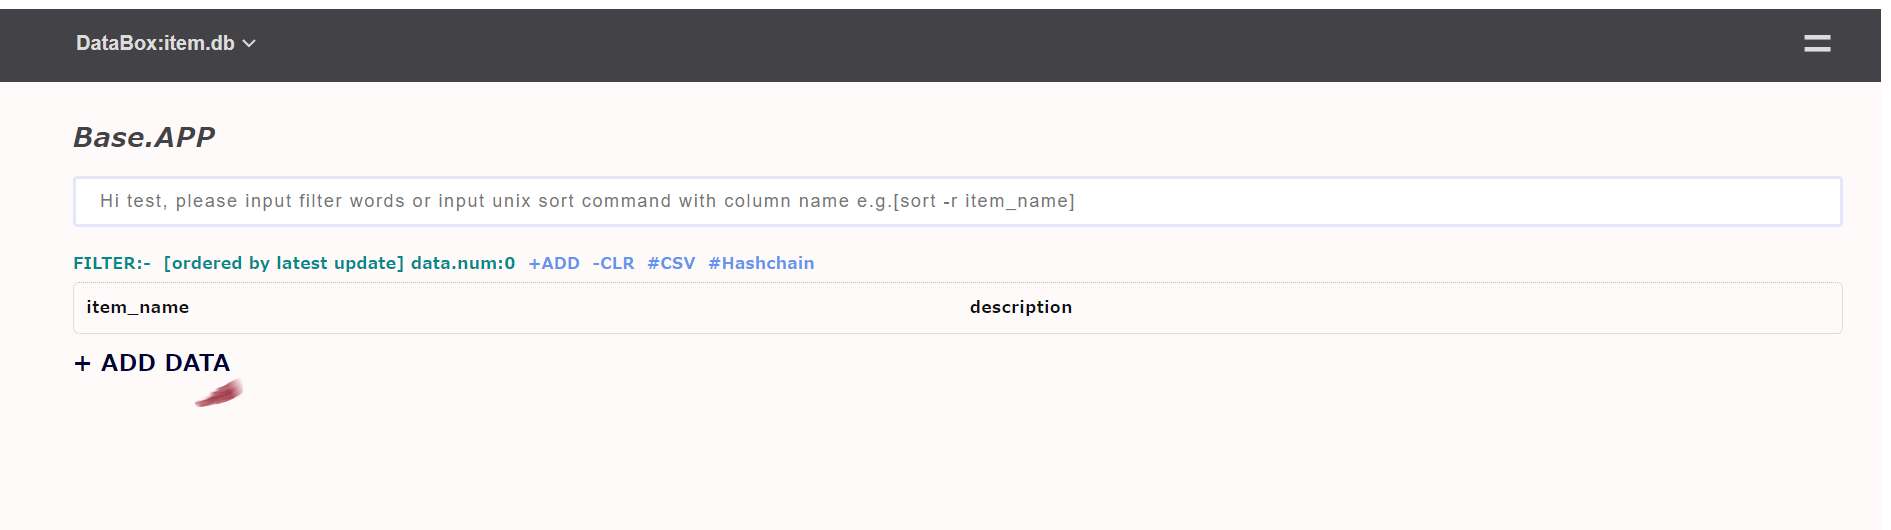 DataBox:item.db
Base.APP
Hi test, please input filter words or input unix sort command with column name e.g.[sort -r item_name]
FILTER:- [ordered by latest update] data.num:0 +ADD -CLR #CSV #Hashchain
item_name description
+ ADD DATA